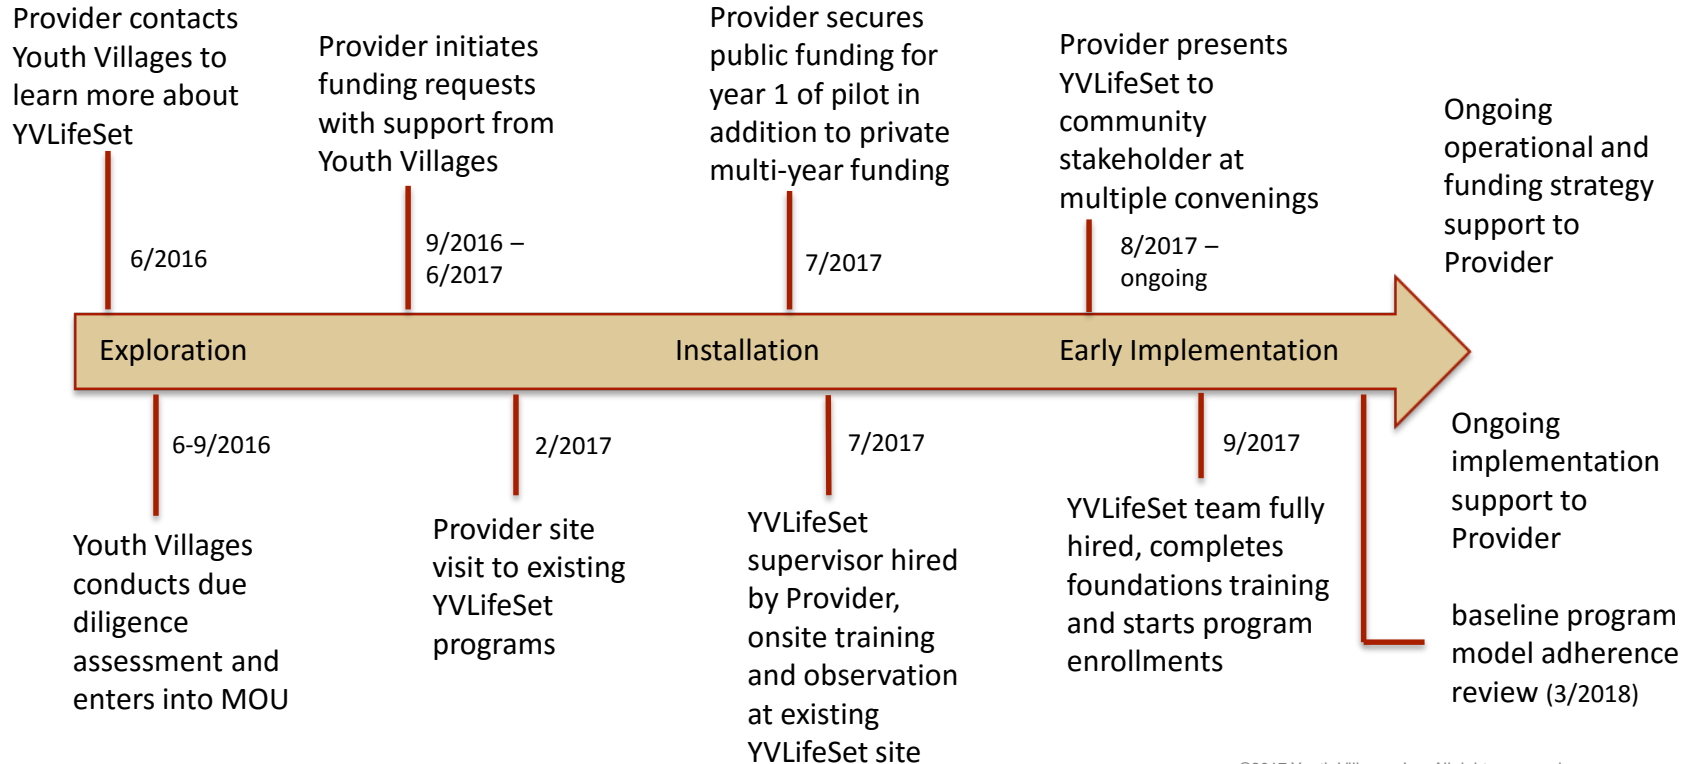 Provider contacts
Youth Villages to
learn more about
YVLifeSet
6/2016
Provider initiates
funding requests
with support from
Youth Villages
9/2016 –
6/2017
Provider secures
public funding for
year 1 of pilot in
addition to private
multi-year funding
7/2017
Provider presents
YVLifeSet to
community
stakeholder at
multiple convenings
8/2017 –
ongoing
Ongoing
operational and
funding strategy
support to
Provider
Exploration
Installation
Early Implementation
6-9/2016
Youth Villages
conducts due
diligence
assessment and
enters into MOU
2/2017
Provider site
visit to existing
YVLifeSet
programs
7/2017
YVLifeSet
supervisor hired
by Provider,
onsite training
and observation
at existing
YVLifeSet site
9/2017
YVLifeSet team fully
hired, completes
foundations training
and starts program
enrollments
Ongoing
implementation
support to
Provider
baseline program
model adherence
review (3/2018)